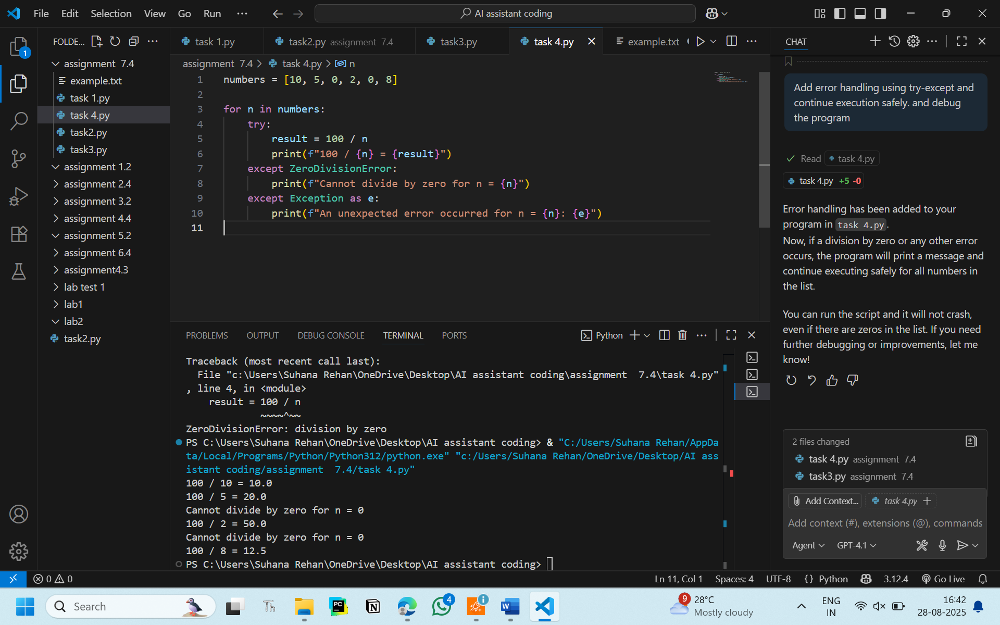 File Edit Selection View Go Run ··· AI assistant coding
FOLDE...
1
assignment  7.4
example.txt
task 1.py
task 4.py
task2.py
task3.py
assignment 1.2
assignment 2.4
assignment 3.2
assignment 4.4
assignment 5.2
assignment 6.4
assignment4.3
lab test 1
lab1
lab2
task2.py
task 1.py task2.py assignment  7.4 task3.py task 4.py example.txt
assignment  7.4 > task 4.py > n
1 numbers = [10, 5, 0, 2, 0, 8]
2
3 for n in numbers:
4     try:
5         result = 100 / n
6         print(f"100 / {n} = {result}")
7     except ZeroDivisionError:
8         print(f"Cannot divide by zero for n = {n}")
9     except Exception as e:
10         print(f"An unexpected error occurred for n = {n}: {e}")
11
PROBLEMS OUTPUT DEBUG CONSOLE TERMINAL PORTS Python
Traceback (most recent call last):
  File "c:\Users\Suhana Rehan\OneDrive\Desktop\AI assistant coding\assignment  7.4\task 4.py"
, line 4, in <module>
    result = 100 / n
             ~~~~^~~
ZeroDivisionError: division by zero
PS C:\Users\Suhana Rehan\OneDrive\Desktop\AI assistant coding> & "C:/Users/Suhana Rehan/AppDa
ta/Local/Programs/Python/Python312/python.exe" "c:/Users/Suhana Rehan/OneDrive/Desktop/AI ass
istant coding/assignment  7.4/task 4.py"
100 / 10 = 10.0
100 / 5 = 20.0
Cannot divide by zero for n = 0
100 / 2 = 50.0
Cannot divide by zero for n = 0
100 / 8 = 12.5
PS C:\Users\Suhana Rehan\OneDrive\Desktop\AI assistant coding>
CHAT
Add error handling using try-except and
continue execution safely. and debug
the program
Read task 4.py
task 4.py +5 -0
Error handling has been added to your
program in task 4.py.
Now, if a division by zero or any other error
occurs, the program will print a message and
continue executing safely for all numbers in
the list.
You can run the script and it will not crash,
even if there are zeros in the list. If you need
further debugging or improvements, let me
know!
2 files changed
task 4.py assignment  7.4
task3.py assignment  7.4
Add Context... task 4.py
Add context (#), extensions (@), commands
Agent GPT-4.1
0 0 Ln 11, Col 1 Spaces: 4 UTF-8 {} Python 3.12.4 Go Live
Search Th PC N 4 W 9 28°C Mostly cloudy ENG IN 16:42 28-08-2025